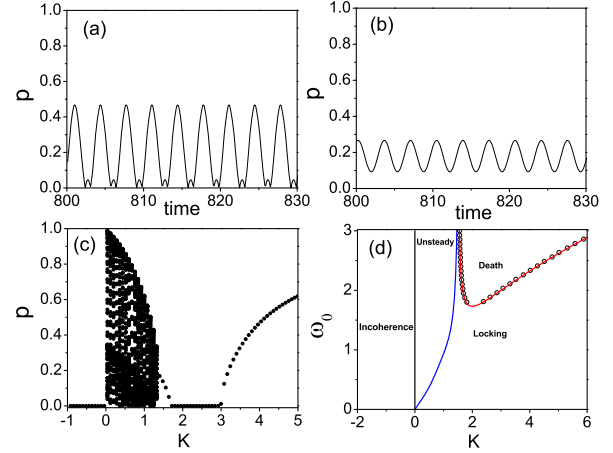 (a)
1.0
0.8
0.6
0.4
0.2
0.0
p
800 810 820 830
time
(b)
1.0
0.8
0.6
0.4
0.2
0.0
p
800 810 820 830
time
(c)
1.0
0.8
0.6
0.4
0.2
0.0
p
-1 0 1 2 3 4 5
K
(d)
3
2
1
0
ω0
Unsteady
Death
Incoherence
Locking
-2 0 2 4 6
K